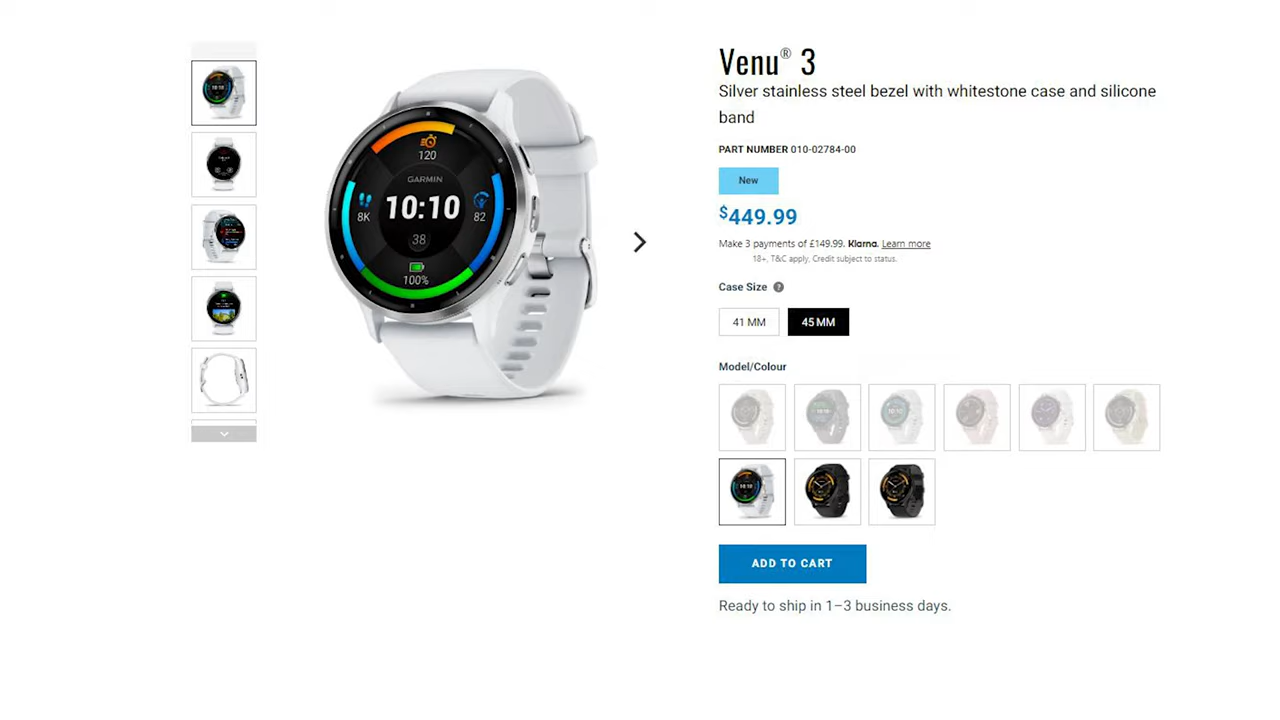 Venu® 3
Silver stainless steel bezel with whitestone case and silicone
band
PART NUMBER 010-02784-00
New
$449.99
Make 3 payments of £149.99. Klarna. Learn more
18+, T&C apply, Credit subject to status.
Case Size ?
41 MM 45 MM
Model/Colour
ADD TO CART
Ready to ship in 1–3 business days.
120
GARMIN
8K 10:10 82
38
100%